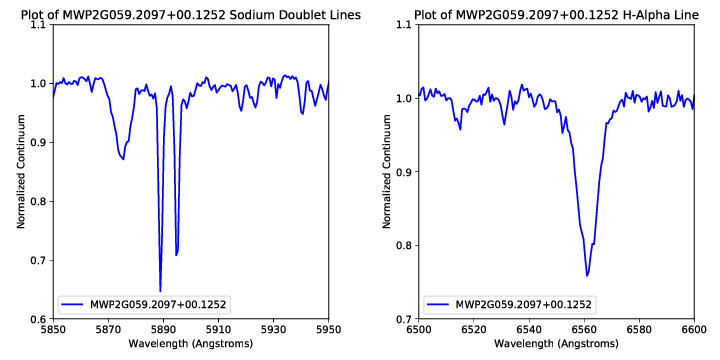 Plot of MWP2G059.2097+00.1252 Sodium Doublet Lines
1.1
1.0
0.9
0.8
0.7
0.6
Normalized Continuum
MWP2G059.2097+00.1252
5850 5870 5890 5910 5930 5950
Wavelength (Angstroms)
Plot of MWP2G059.2097+00.1252 H-Alpha Line
1.1
1.0
0.9
0.8
0.7
Normalized Continuum
MWP2G059.2097+00.1252
6500 6520 6540 6560 6580 6600
Wavelength (Angstroms)